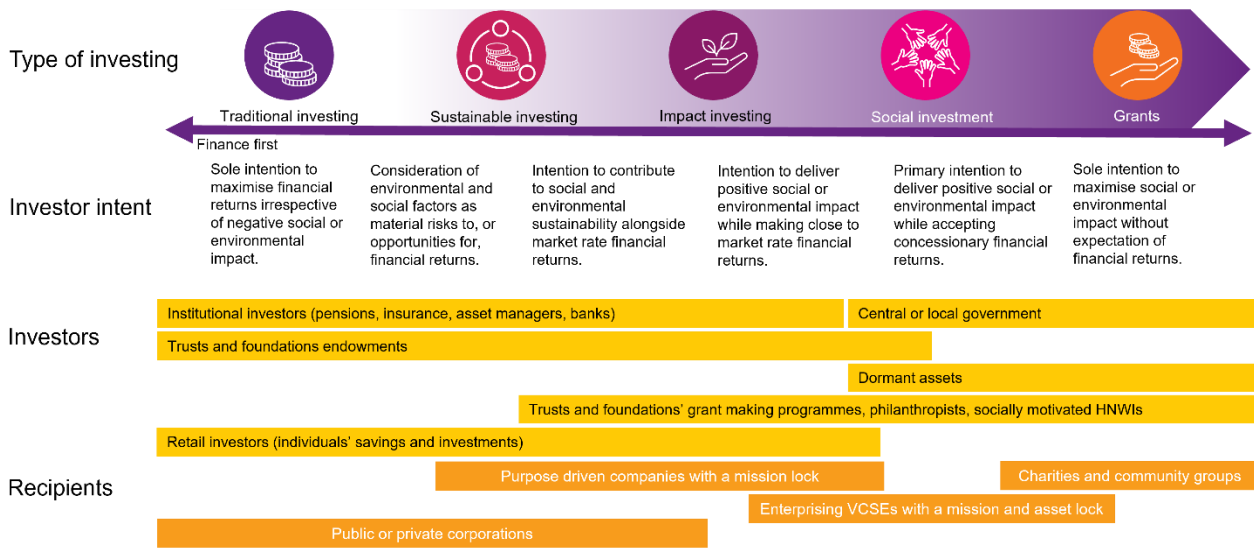 Type of investing
Traditional investing
Sustainable investing
Impact investing
Social investment
Grants
Finance first
Investor intent
Sole intention to
maximise financial
returns irrespective
of negative social or
environmental
impact.
Consideration of
environmental and
social factors as
material risks to, or
opportunities for,
financial returns.
Intention to contribute
to social and
environmental
sustainability alongside
market rate financial
returns.
Intention to deliver
positive social or
environmental impact
while making close to
market rate financial
returns.
Primary intention to
deliver positive social or
environmental impact
while accepting
concessionary financial
returns.
Sole intention to
maximise social or
environmental
impact without
expectation of
financial returns.
Investors
Institutional investors (pensions, insurance, asset managers, banks)
Central or local government
Trusts and foundations endowments
Dormant assets
Trusts and foundations’ grant making programmes, philanthropists, socially motivated HNWIs
Retail investors (individuals’ savings and investments)
Recipients
Purpose driven companies with a mission lock
Charities and community groups
Enterprising VCSEs with a mission and asset lock
Public or private corporations